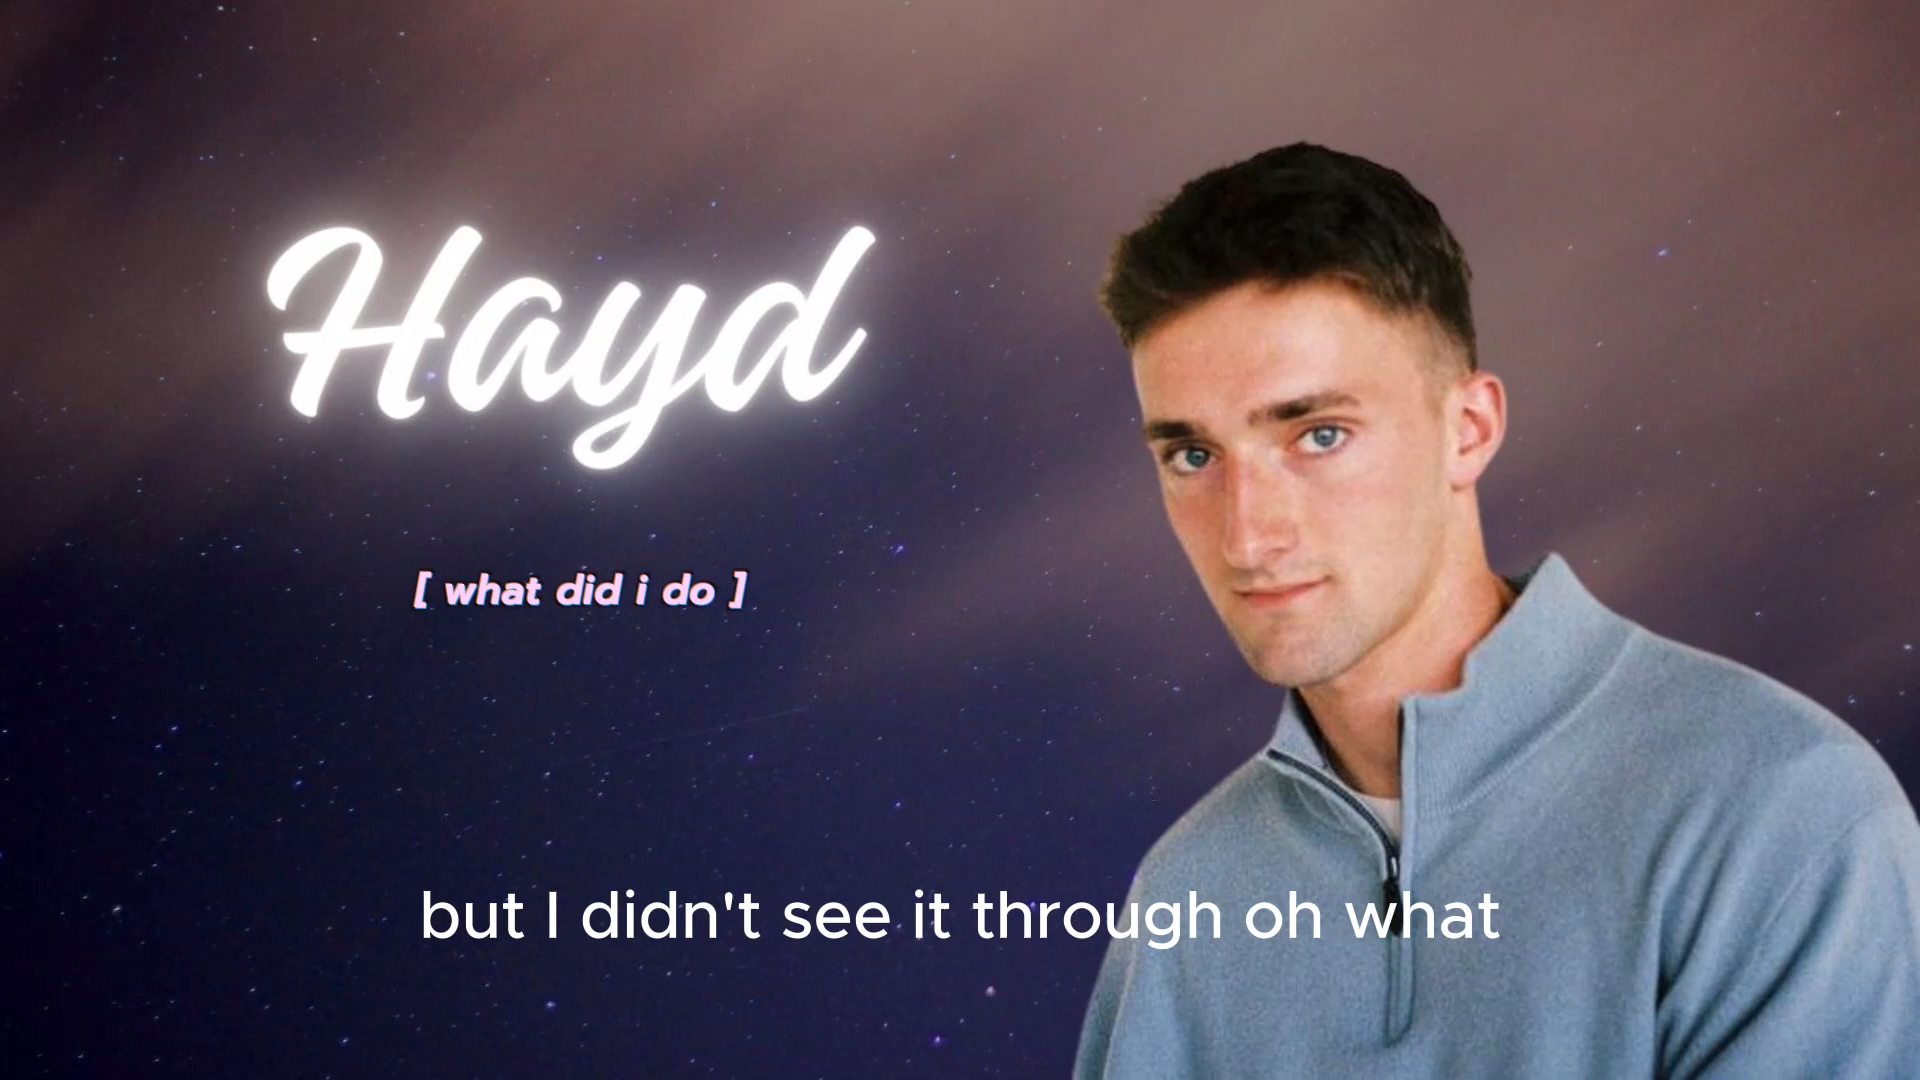 Hayd
[ what did i do ]
but I didn't see it through oh what